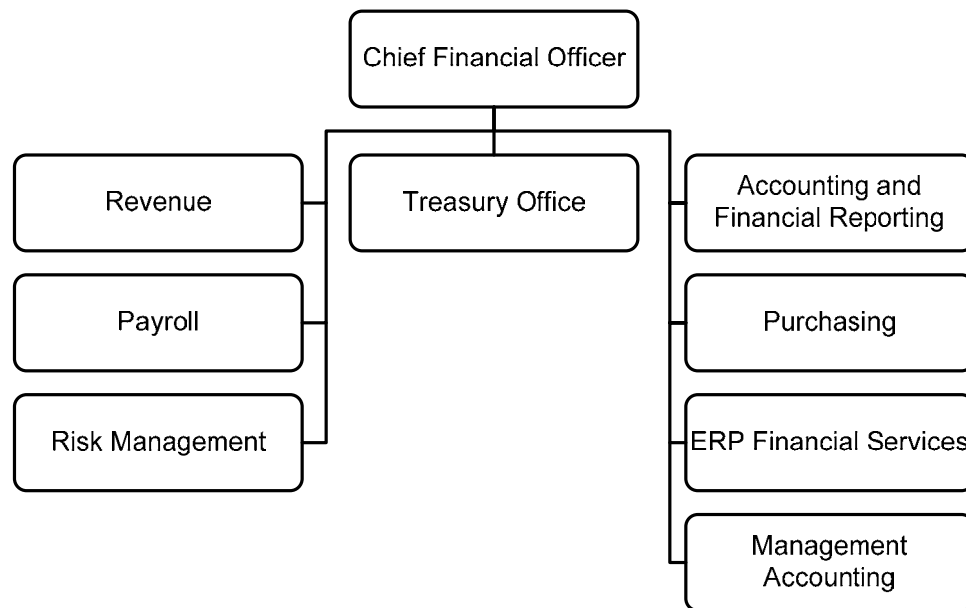 Chief Financial Officer
Revenue
Treasury Office
Accounting and
Financial Reporting
Payroll
Purchasing
Risk Management
ERP Financial Services
Management
Accounting